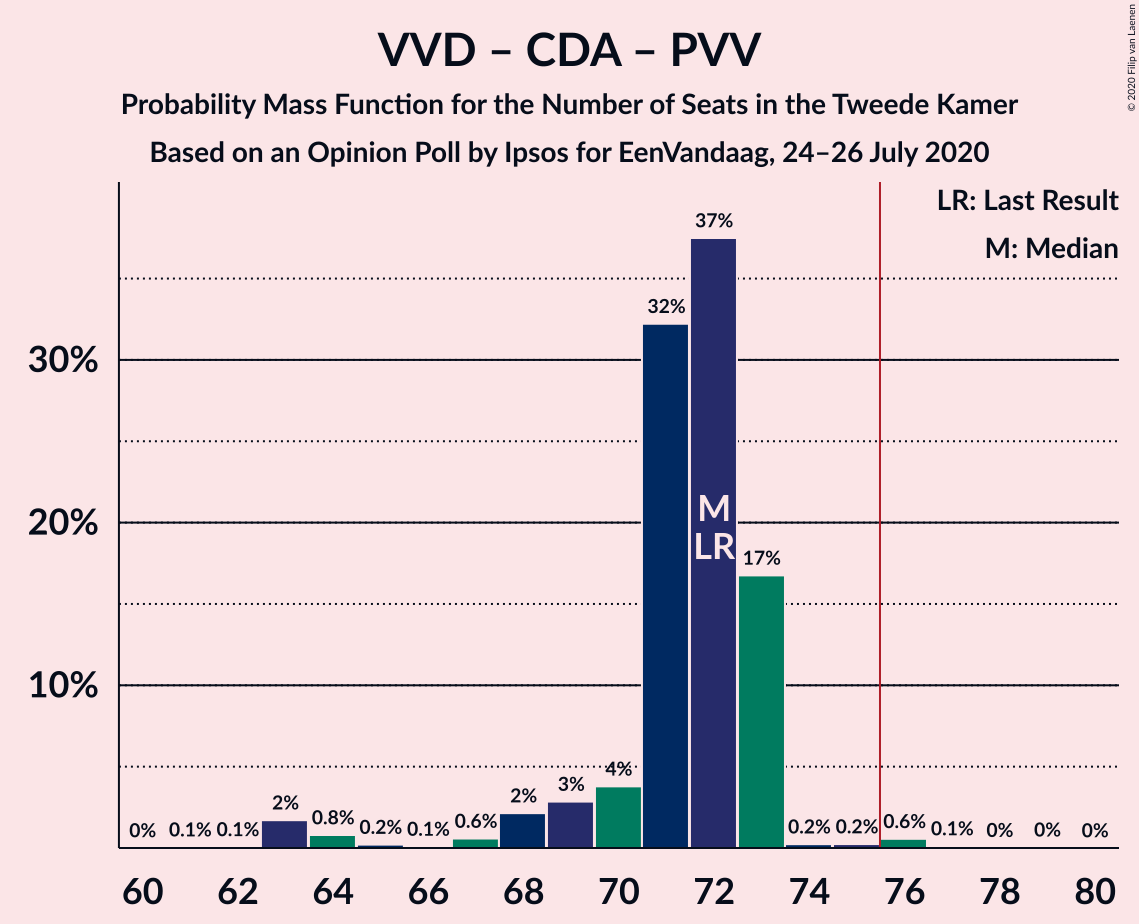 VVD – CDA – PVV
Probability Mass Function for the Number of Seats in the Tweede Kamer
Based on an Opinion Poll by Ipsos for EenVandaag, 24–26 July 2020
© 2020 Filip van Laenen
LR: Last Result
M: Median
37%
32%
30%
M
20%
LR
17%
10%
4%
3%
2%
2%
0.8%
0.6%
0.6%
0% 0.1% 0.1% 0.2% 0.1% 0.2% 0.2% 0.1% 0% 0% 0%
60 62 64 66 68 70 72 74 76 78 80